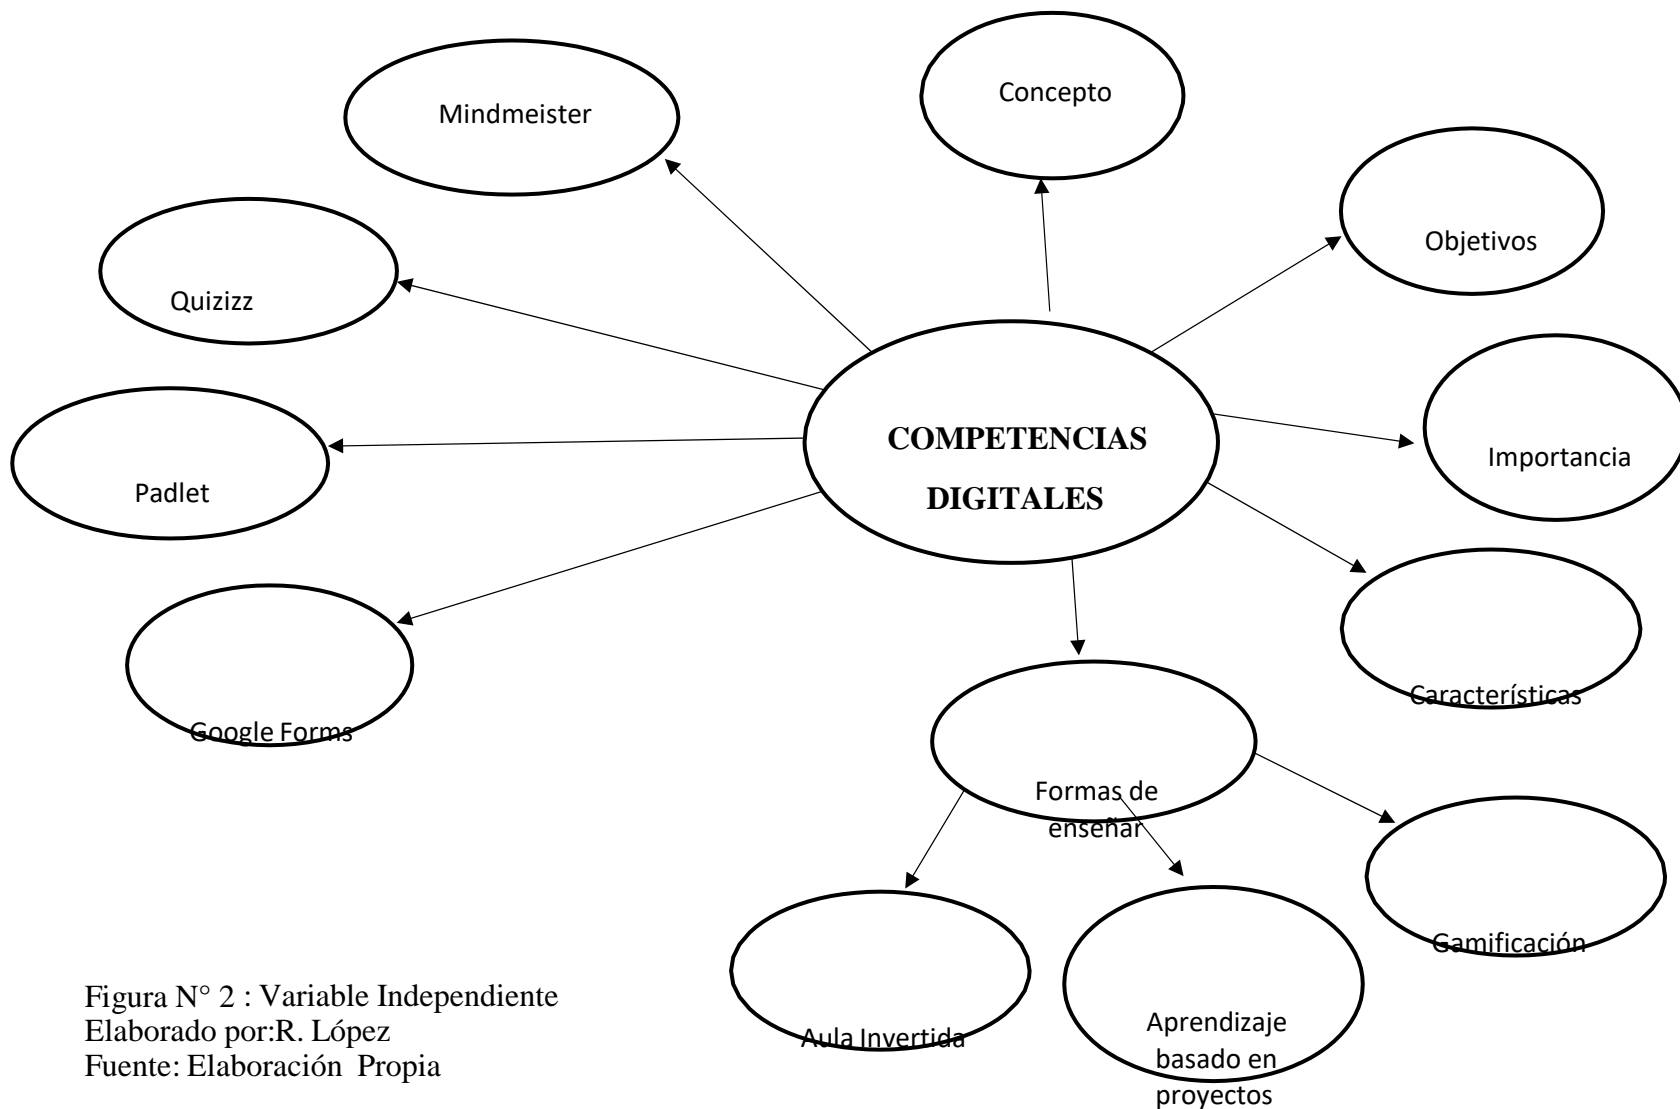 Mindmeister
Concepto
Objetivos
Quizizz
COMPETENCIAS
DIGITALES
Importancia
Padlet
Características
Google Forms
Formas de
enseñar
Gamificación
Aula Invertida
Aprendizaje
basado en
proyectos
Figura N° 2 : Variable Independiente
Elaborado por:R. López
Fuente: Elaboración Propia